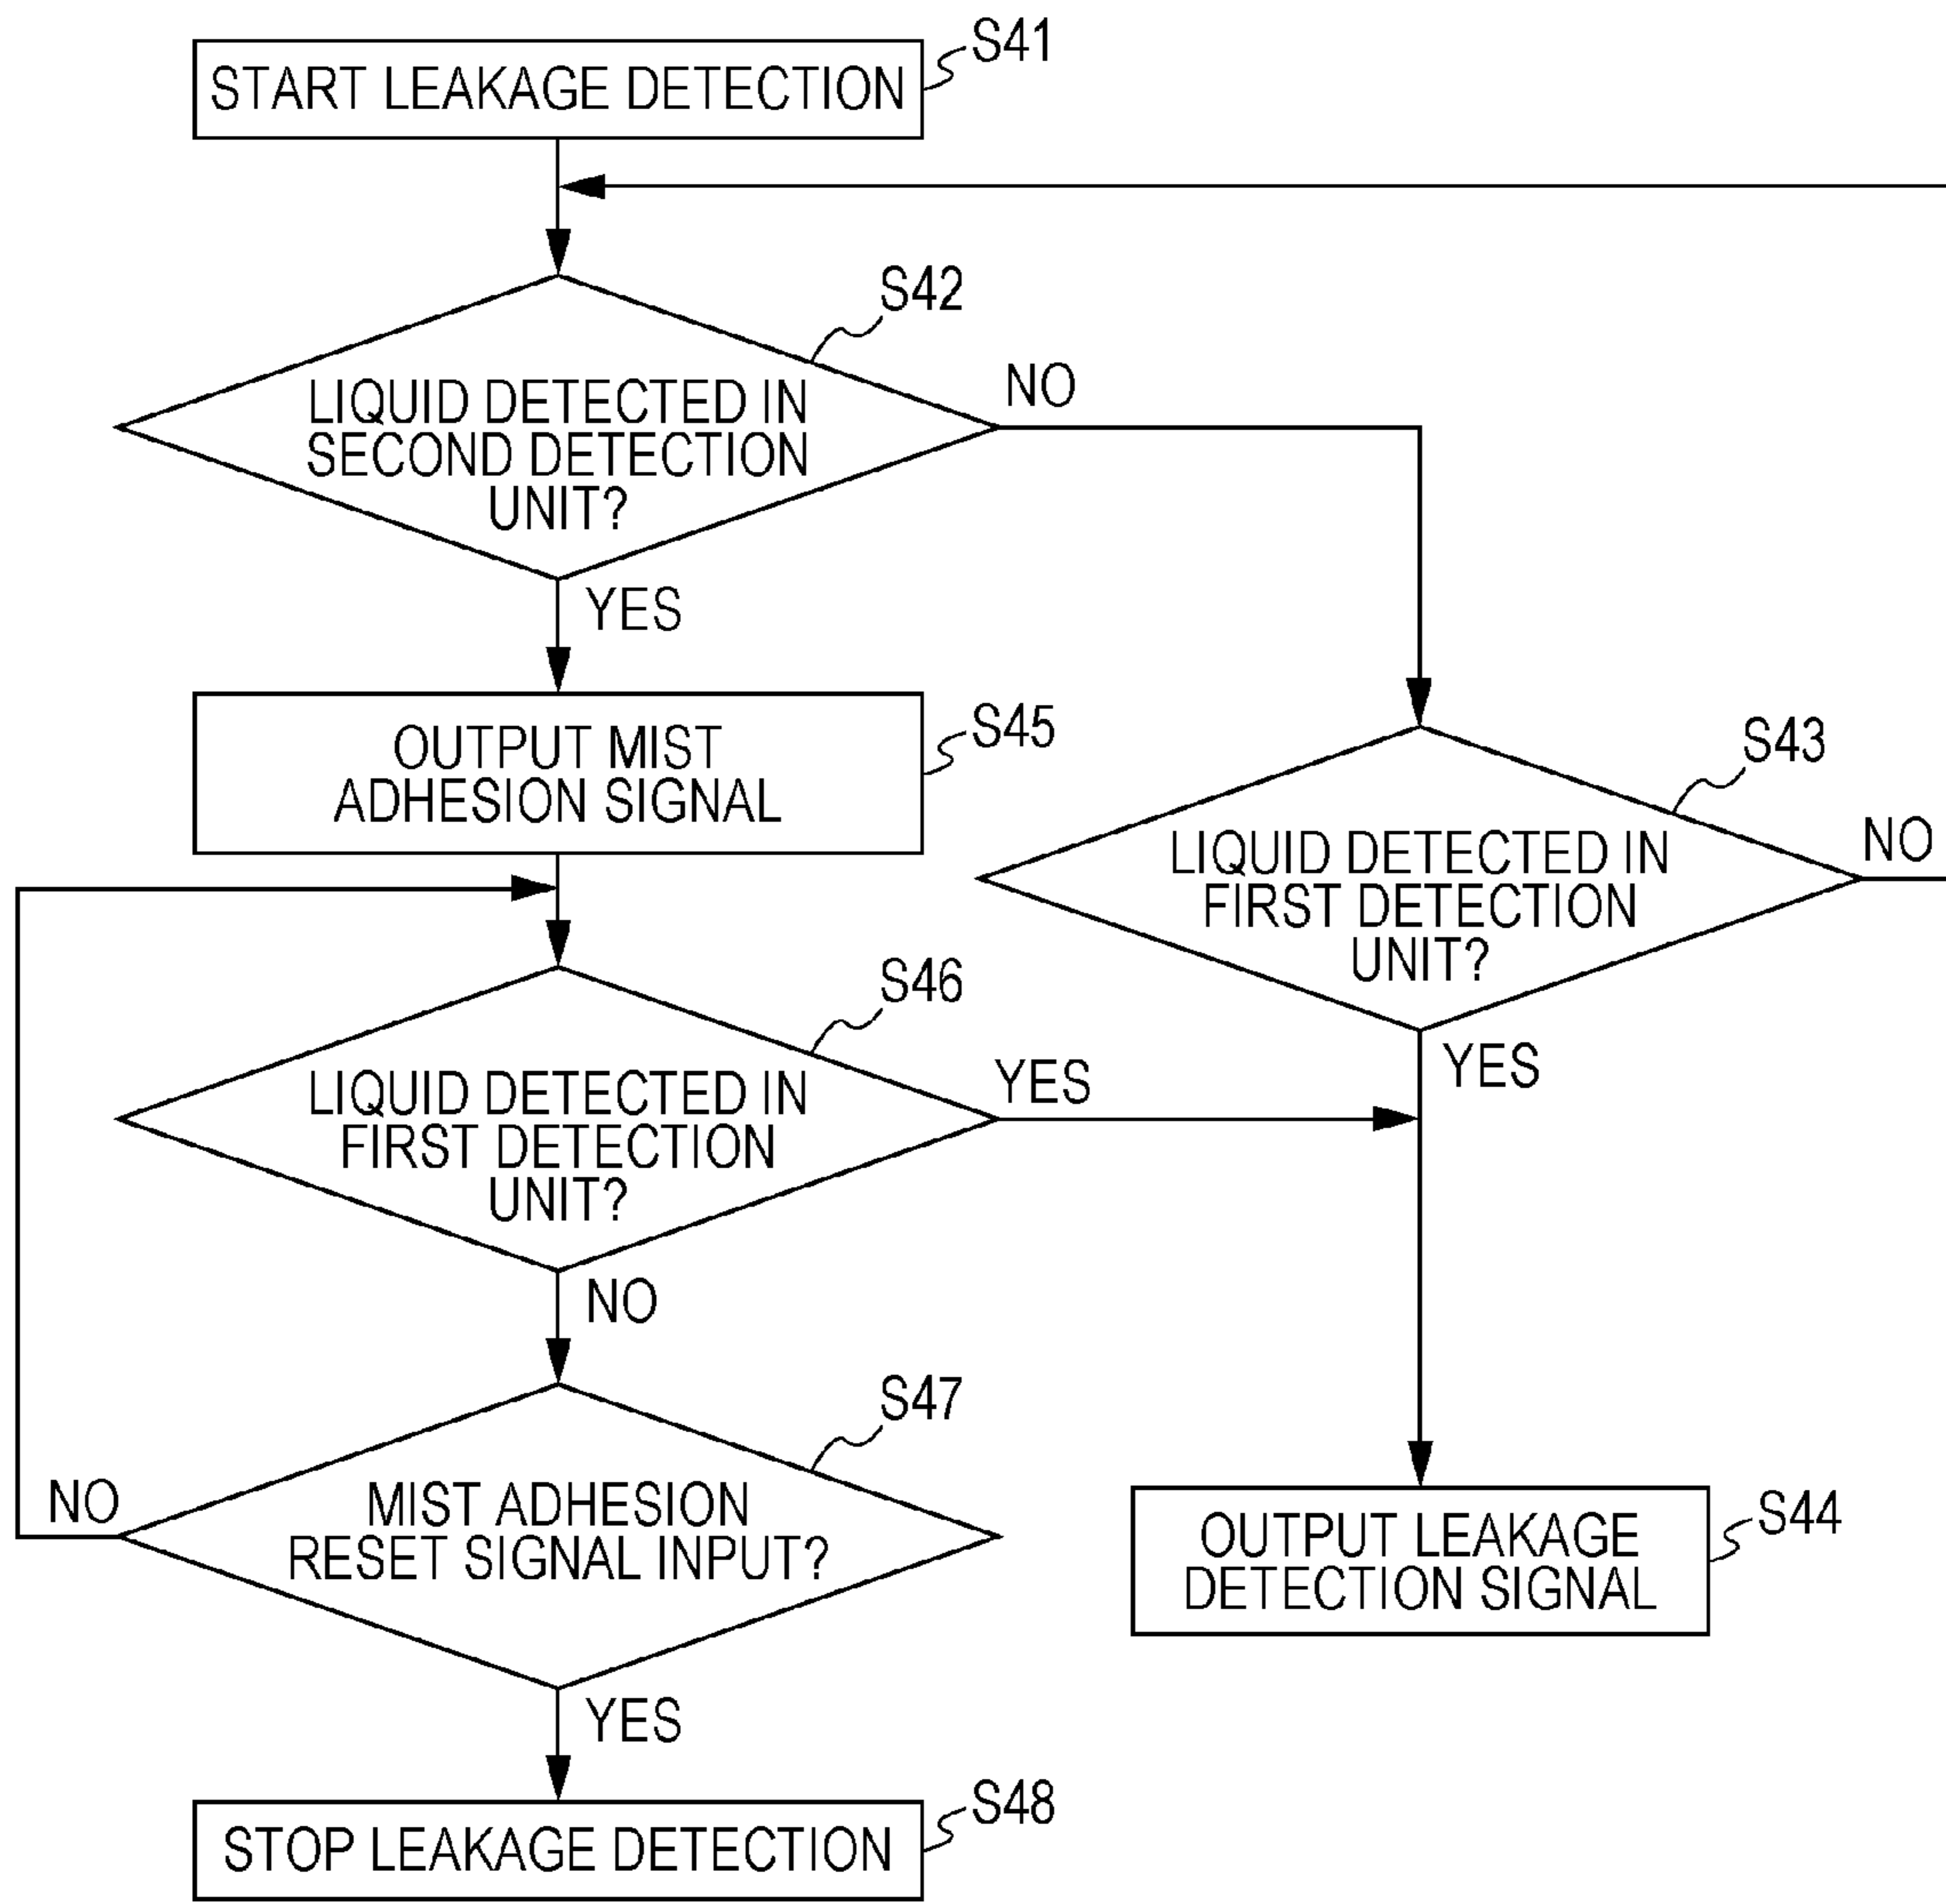 START LEAKAGE DETECTION
S41
S42
LIQUID DETECTED IN
SECOND DETECTION
UNIT?
NO
YES
OUTPUT MIST
ADHESION SIGNAL
S45
S43
LIQUID DETECTED IN
FIRST DETECTION
UNIT?
NO
YES
S46
LIQUID DETECTED IN
FIRST DETECTION
UNIT?
YES
NO
S47
MIST ADHESION
RESET SIGNAL INPUT?
NO
YES
OUTPUT LEAKAGE
DETECTION SIGNAL
S44
STOP LEAKAGE DETECTION
S48